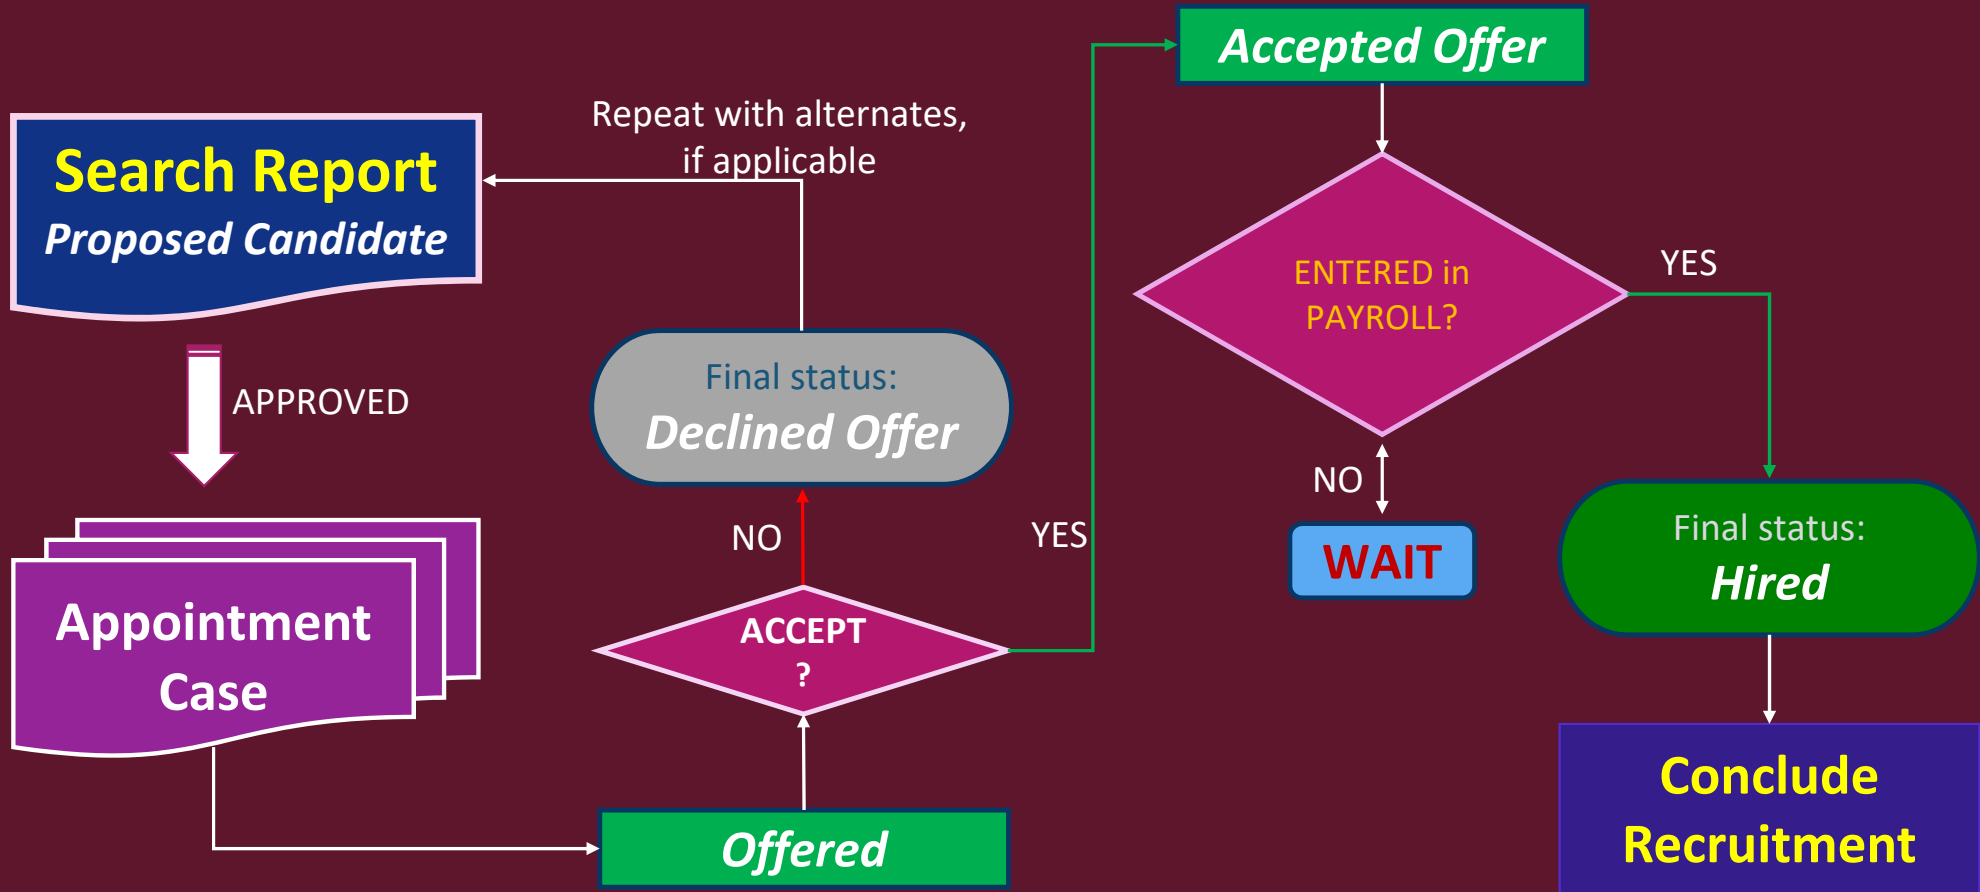 Search Report
Proposed Candidate
APPROVED
Appointment
Case
Offered
ACCEPT
?
NO
Final status:
Declined Offer
Repeat with alternates,
if applicable
YES
Accepted Offer
ENTERED in
PAYROLL?
NO
WAIT
YES
Final status:
Hired
Conclude
Recruitment